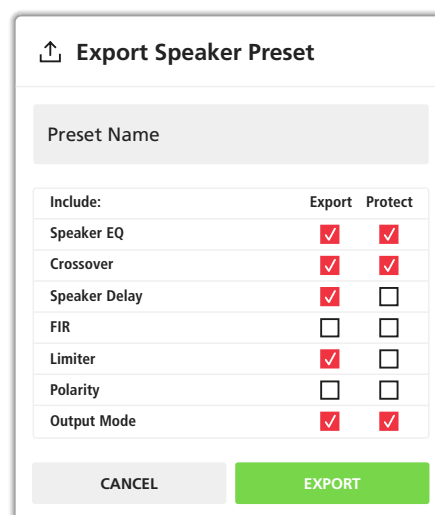 Export Speaker Preset
Preset Name
Include: Export Protect
Speaker EQ
Crossover
Speaker Delay
FIR
Limiter
Polarity
Output Mode
CANCEL EXPORT